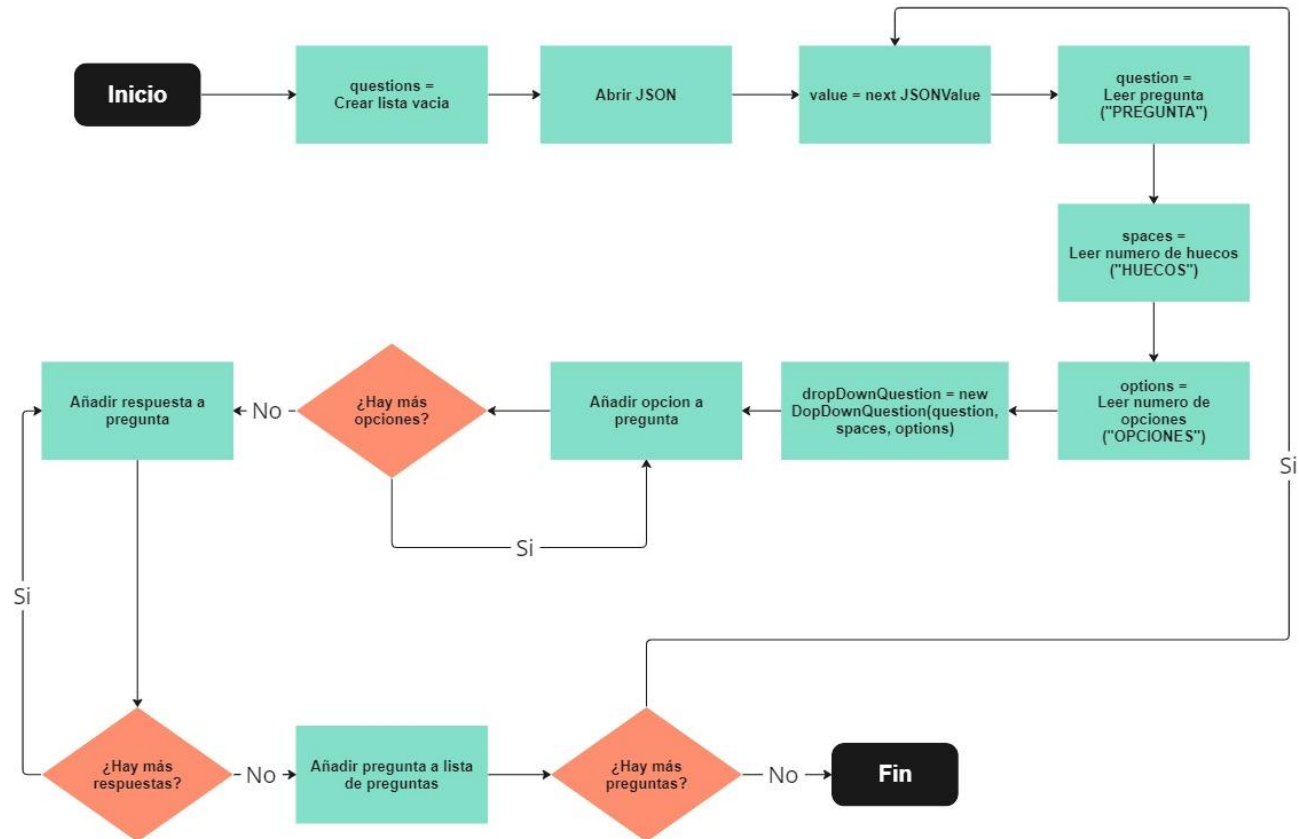 Inicio
questions =
Crear lista vacia
Abrir JSON
value = next JSONValue
question =
Leer pregunta
("PREGUNTA")
spaces =
Leer numero de huecos
("HUECOS")
options =
Leer numero de
opciones
("OPCIONES")
dropDownQuestion = new
DopDownQuestion(question,
spaces, options)
Añadir opcion a
pregunta
¿Hay más
opciones?
Si
No
Añadir respuesta a
pregunta
¿Hay más
respuestas?
Si
No
Añadir pregunta a lista
de preguntas
¿Hay más
preguntas?
Si
No
Fin